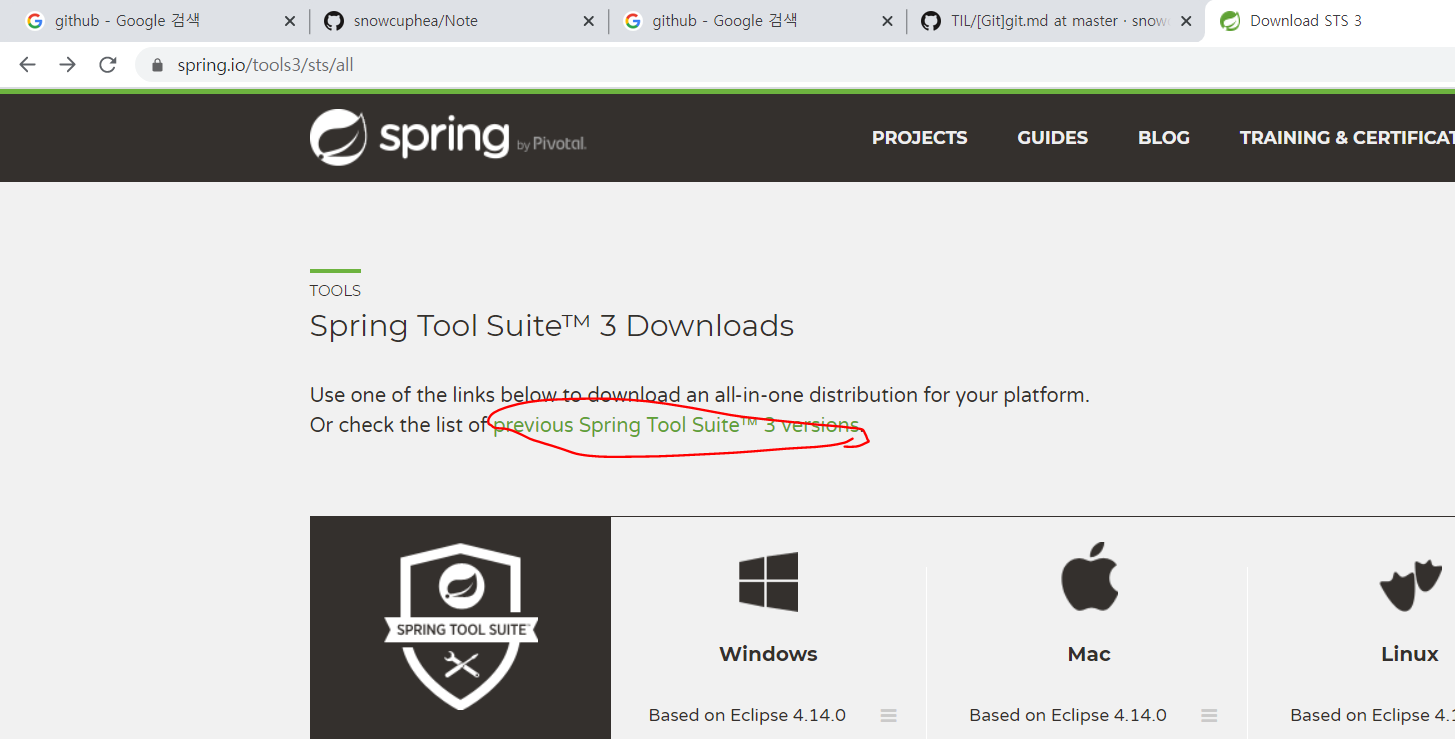 github - Google 검색
snowcuphea/Note
github - Google 검색
TIL/[Git]git.md at master · snow
Download STS 3
spring.io/tools3/sts/all
spring by Pivotal.
PROJECTS
GUIDES
BLOG
TRAINING & CERTIFICAT
TOOLS
Spring Tool Suite™ 3 Downloads
Use one of the links below to download an all-in-one distribution for your platform.
Or check the list of previous Spring Tool Suite™ 3 versions.
SPRING TOOL SUITE™
Windows
Mac
Linux
Based on Eclipse 4.14.0
Based on Eclipse 4.14.0
Based on Eclipse 4.1